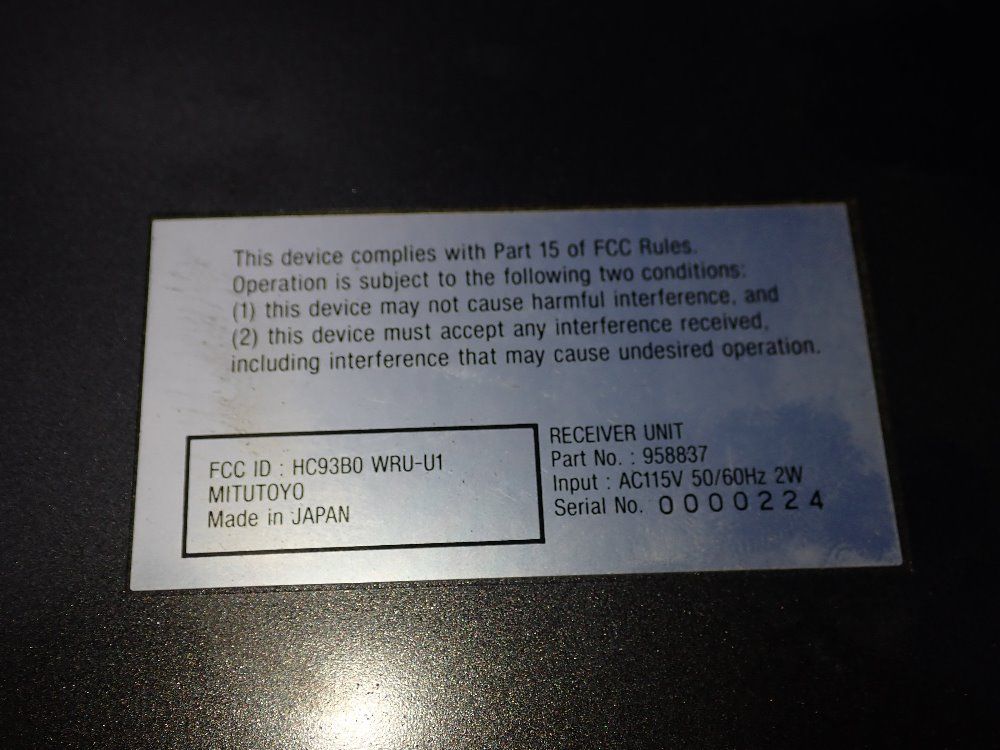 This device complies with Part 15 of FCC Rules.
Operation is subject to the following two conditions:
(1) this device may not cause harmful interference, and
(2) this device must accept any interference received,
including interference that may cause undesired operation.
FCC ID : HC93B0 WRU-U1
MITUTOYO
Made in JAPAN
RECEIVER UNIT
Part No. : 958837
Input : AC115V 50/60Hz 2W
Serial No. 0000224